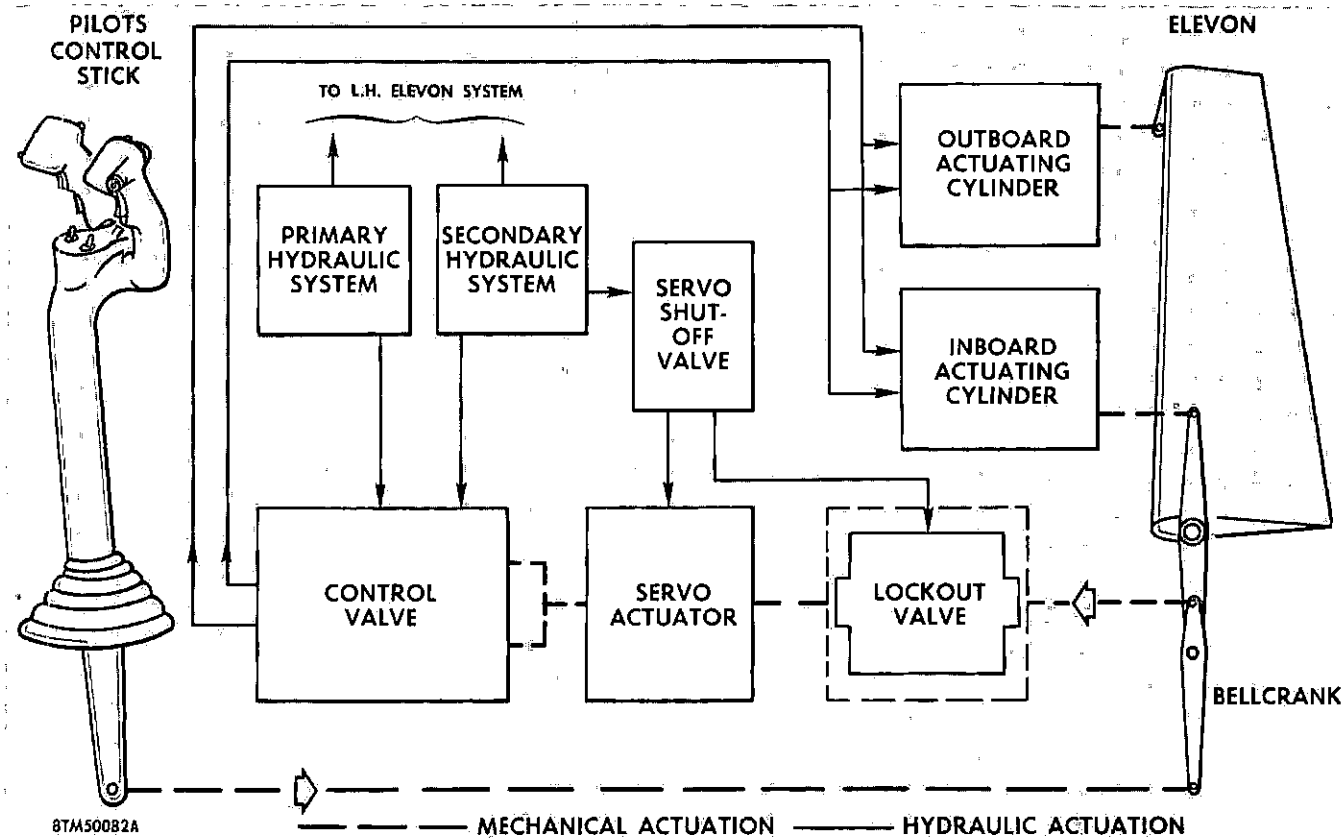 PILOTS
CONTROL
STICK
ELEVON
TO L.H. ELEVON SYSTEM
OUTBOARD
ACTUATING
CYLINDER
PRIMARY
HYDRAULIC
SYSTEM
SECONDARY
HYDRAULIC
SYSTEM
SERVO
SHUT-
OFF
VALVE
INBOARD
ACTUATING
CYLINDER
CONTROL
VALVE
SERVO
ACTUATOR
LOCKOUT
VALVE
BELLCRANK
8TM50082A
MECHANICAL ACTUATION
HYDRAULIC ACTUATION